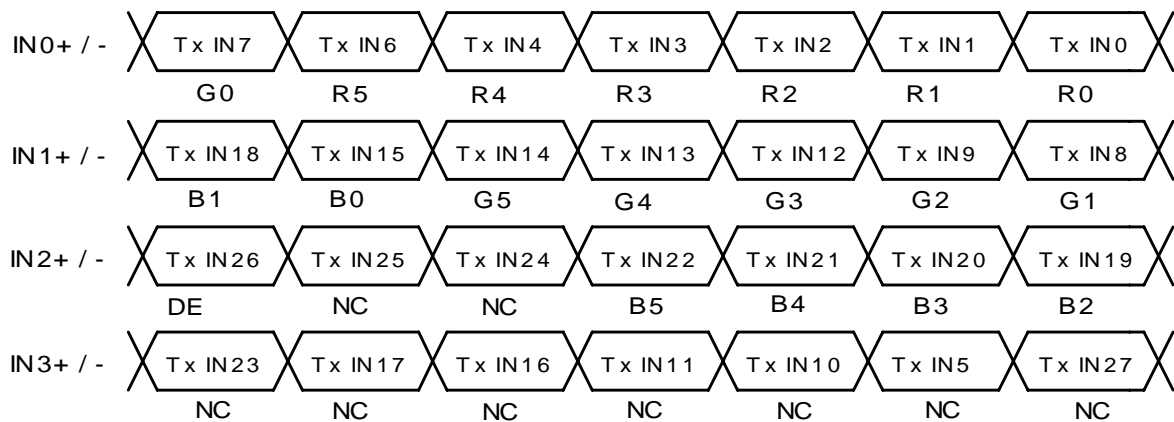 IN0+ / - Tx IN7 Tx IN6 Tx IN4 Tx IN3 Tx IN2 Tx IN1 Tx IN0
G0 R5 R4 R3 R2 R1 R0
IN1+ / - Tx IN18 Tx IN15 Tx IN14 Tx IN13 Tx IN12 Tx IN9 Tx IN8
B1 B0 G5 G4 G3 G2 G1
IN2+ / - Tx IN26 Tx IN25 Tx IN24 Tx IN22 Tx IN21 Tx IN20 Tx IN19
DE NC NC B5 B4 B3 B2
IN3+ / - Tx IN23 Tx IN17 Tx IN16 Tx IN11 Tx IN10 Tx IN5 Tx IN27
NC NC NC NC NC NC NC